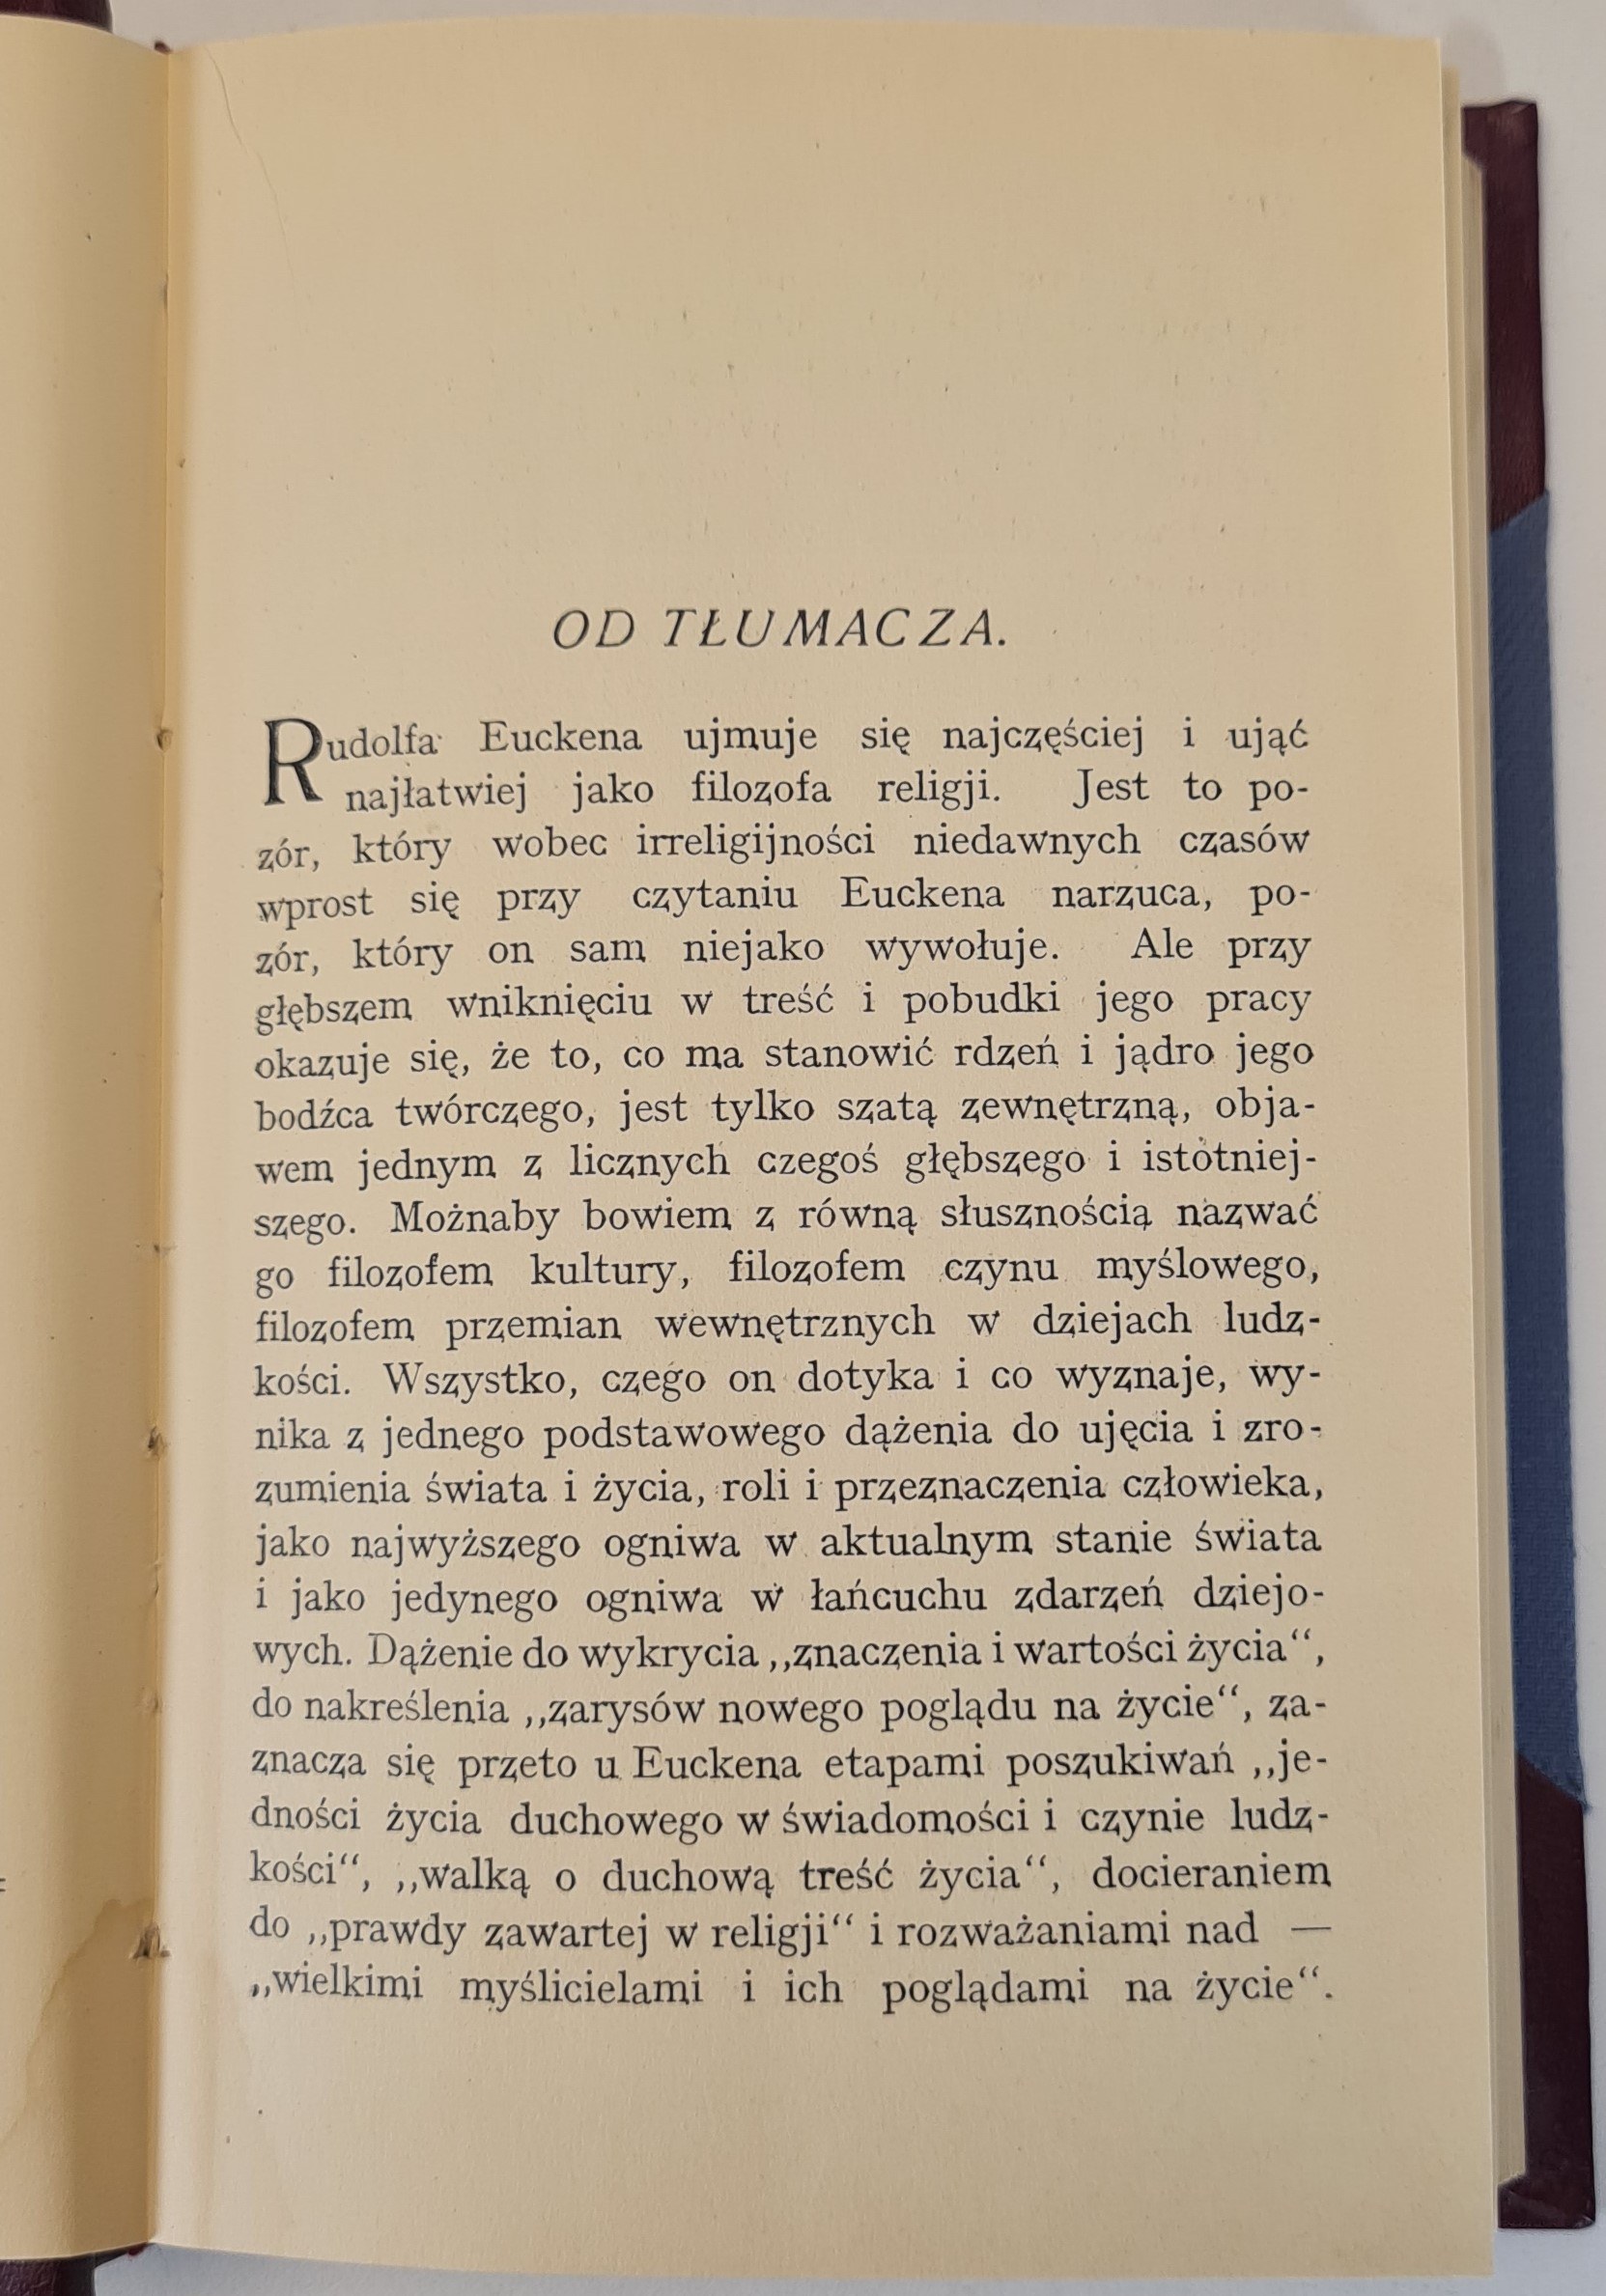 OD TŁUMACZA.
Rudolfa Euckena ujmuje się najczęściej i ująć
najłatwiej jako filozofa religji. Jest to po-
zór, który wobec irreligijności niedawnych czasów
wprost się przy czytaniu Euckena narzuca, po-
zór, który on sam niejako wywołuje. Ale przy
głębszem wniknięciu w treść i pobudki jego pracy
okazuje się, że to, co ma stanowić rdzeń i jądro jego
bodźca twórczego, jest tylko szatą zewnętrzną, obja-
wem jednym z licznych czegoś głębszego i istotniej-
szego. Możnaby bowiem z równą słusznością nazwać
go filozofem kultury, filozofem czynu myślowego,
filozofem przemian wewnętrznych w dziejach ludz-
kości. Wszystko, czego on dotyka i co wyznaje, wy-
nika z jednego podstawowego dążenia do ujęcia i zro-
zumienia świata i życia, roli i przeznaczenia człowieka,
jako najwyższego ogniwa w aktualnym stanie świata
i jako jedynego ogniwa w łańcuchu zdarzeń dziejo-
wych. Dążenie do wykrycia „znaczenia i wartości życia“,
do nakreślenia „zarysów nowego poglądu na życie“, za-
znacza się przeto u Euckena etapami poszukiwań „je-
dności życia duchowego w świadomości i czynie ludz-
kości“, „walką o duchową treść życia“, docieraniem
do „prawdy zawartej w religji“ i rozważaniami nad —
„wielkimi myślicielami i ich poglądami na życie“.